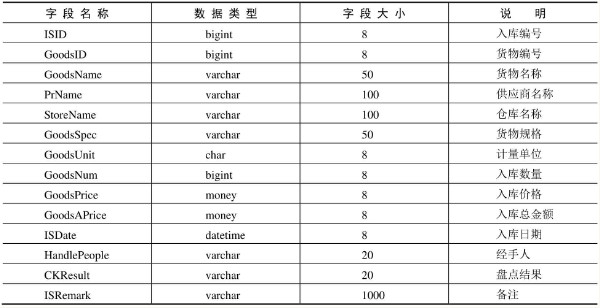 字段名称 数据类型 字段大小 说 明
ISID bigint 8 入库编号
GoodsID bigint 8 货物编号
GoodsName varchar 50 货物名称
PrName varchar 100 供应商名称
StoreName varchar 100 仓库名称
GoodsSpec varchar 50 货物规格
GoodsUnit char 8 计量单位
GoodsNum bigint 8 入库数量
GoodsPrice money 8 入库价格
GoodsAPrice money 8 入库总金额
ISDate datetime 8 入库日期
HandlePeople varchar 20 经手人
CKResult varchar 20 盘点结果
ISRemark varchar 1000 备注